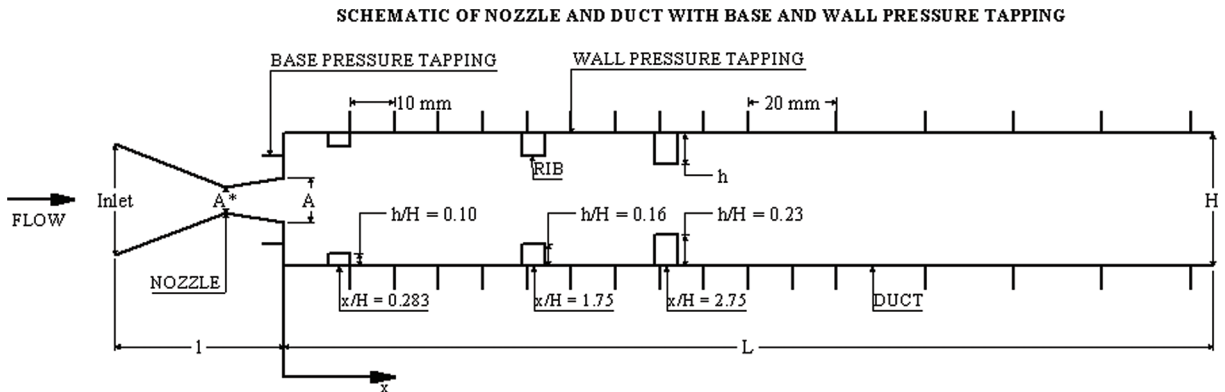 SCHEMATIC OF NOZZLE AND DUCT WITH BASE AND WALL PRESSURE TAPPING
BASE PRESSURE TAPPING
WALL PRESSURE TAPPING
10 mm
20 mm
RIB
h
Inlet
A*
A
H
FLOW
h/H = 0.10
h/H = 0.16
h/H = 0.23
NOZZLE
x/H = 0.283
x/H = 1.75
x/H = 2.75
DUCT
l
L
x